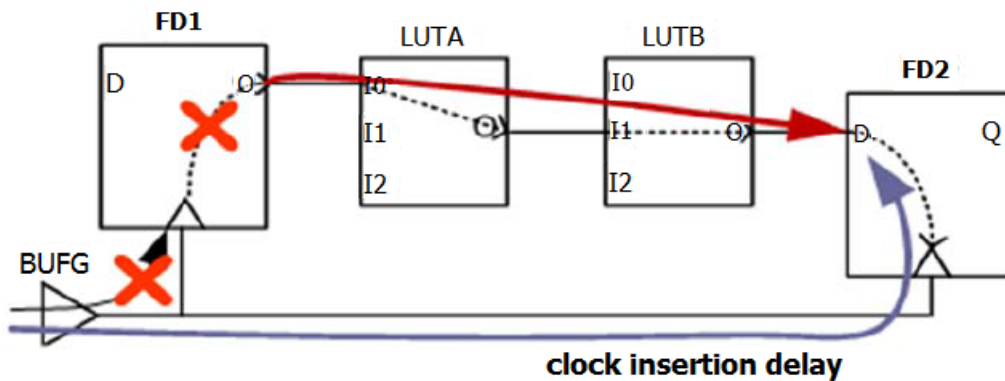 FD1
LUTA
LUTB
FD2
D
O
I0
I1
I2
O
I0
I1
I2
O
D
Q
BUFG
clock insertion delay